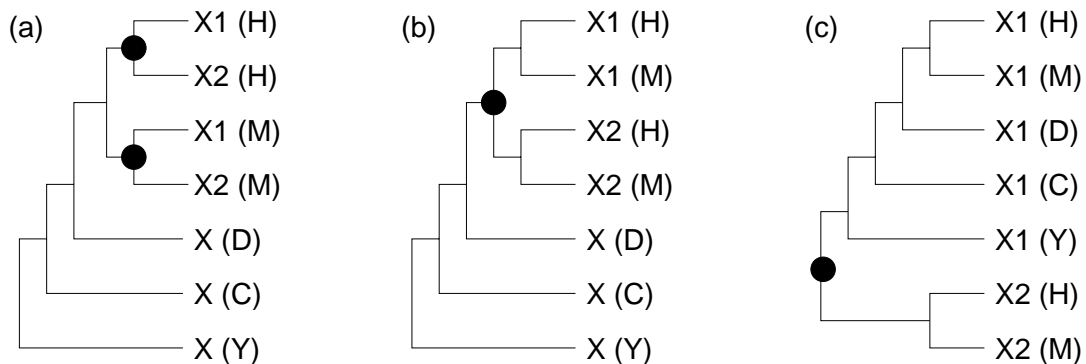 (a)
X1 (H)
X2 (H)
X1 (M)
X2 (M)
X (D)
X (C)
X (Y)
(b)
X1 (H)
X1 (M)
X2 (H)
X2 (M)
X (D)
X (C)
X (Y)
(c)
X1 (H)
X1 (M)
X1 (D)
X1 (C)
X1 (Y)
X2 (H)
X2 (M)